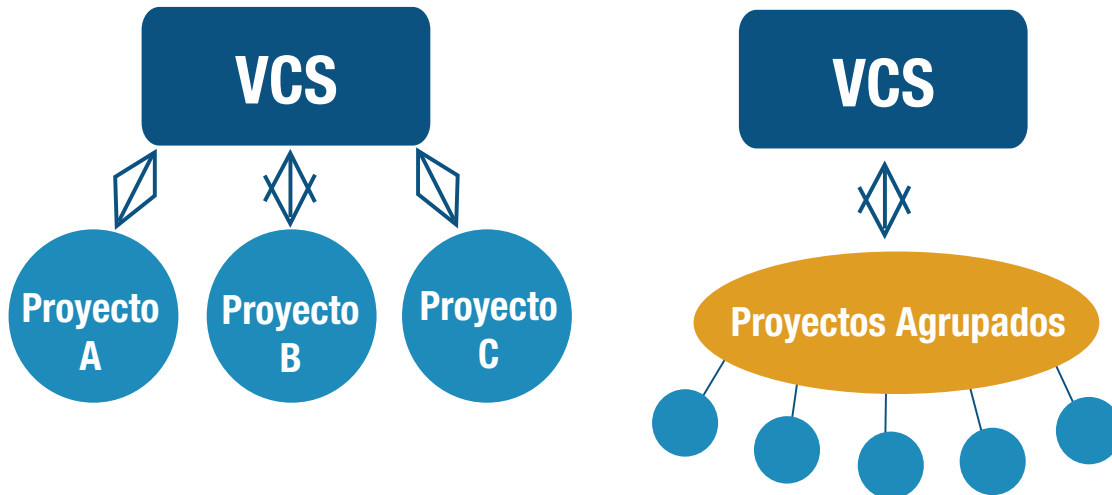 VCS
Proyecto
A
Proyecto
B
Proyecto
C
VCS
Proyectos Agrupados